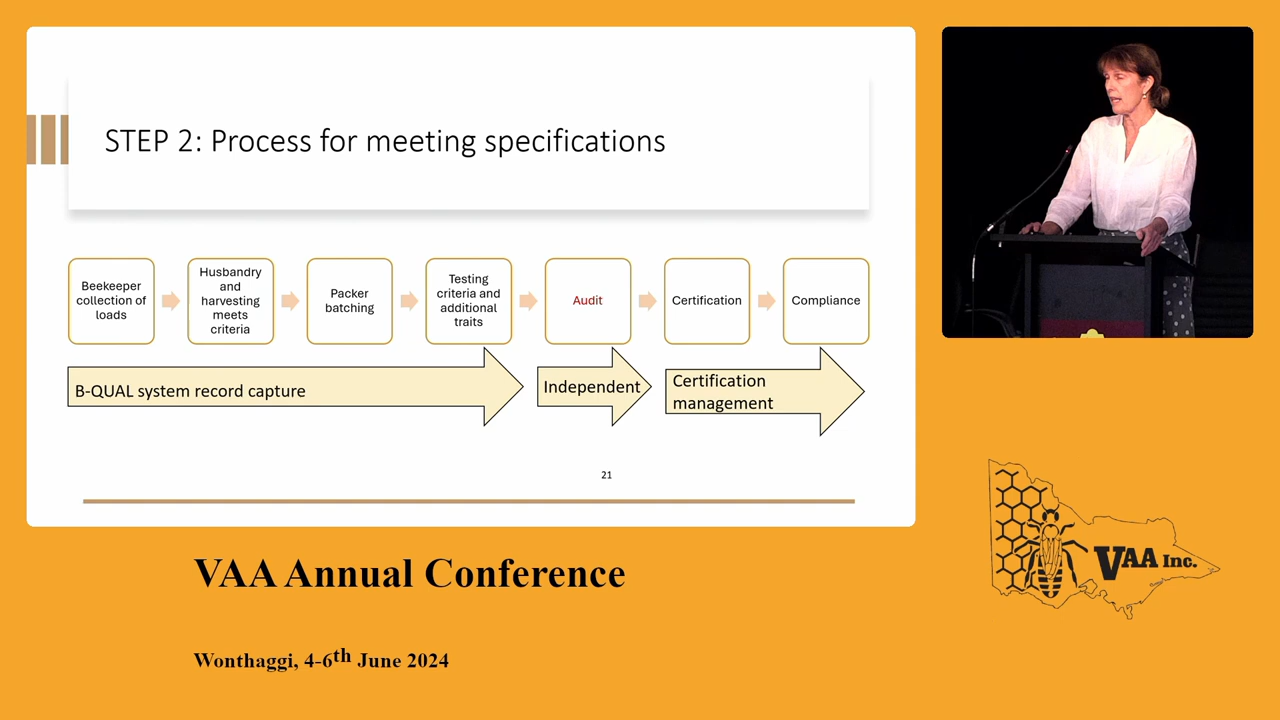 STEP 2: Process for meeting specifications
Beekeeper
collection of
loads
Husbandry
and
harvesting
meets
criteria
Packer
batching
Testing
criteria and
additional
traits
Audit
Certification
Compliance
B-QUAL system record capture
Independent
Certification
management
21
VAA Annual Conference
Wonthaggi, 4-6th June 2024
VAA Inc.